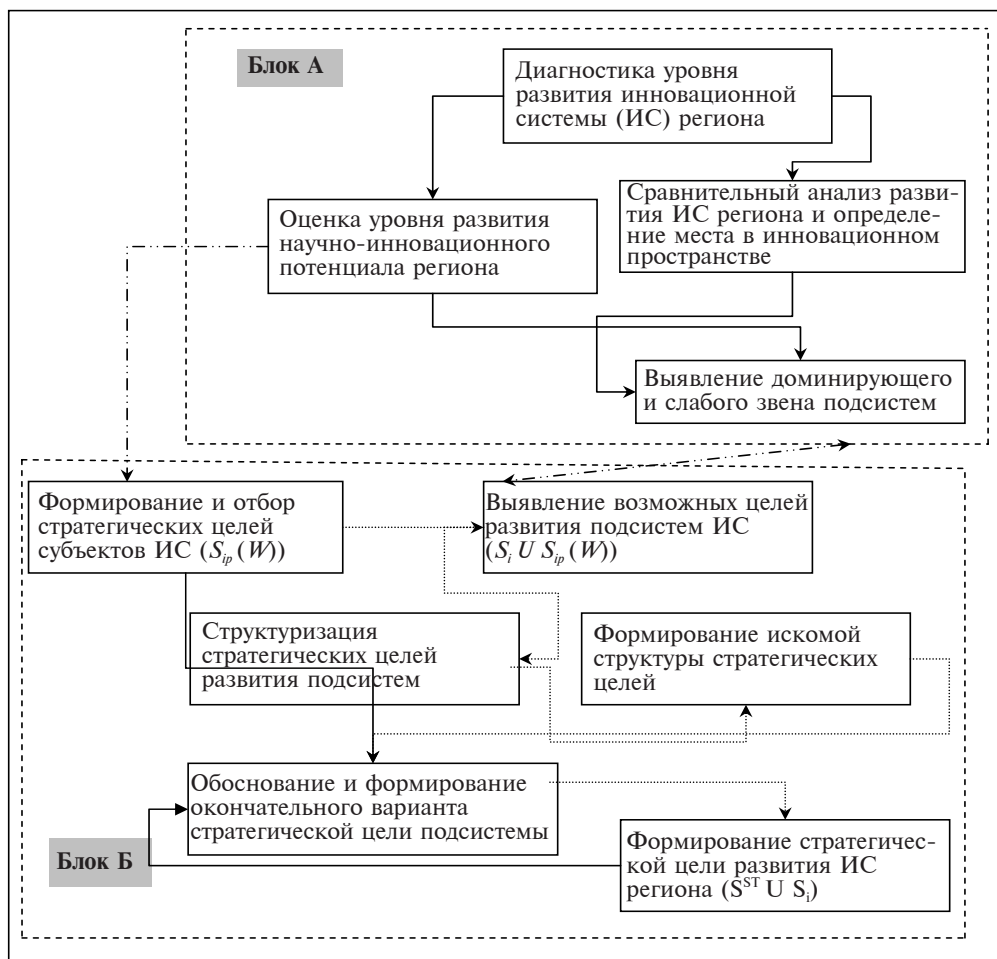 Блок А
Диагностика уровня
развития инновационной
системы (ИС) региона
Оценка уровня развития
научно-инновационного
потенциала региона
Сравнительный анализ разви-
тия ИС региона и определе-
ние места в инновационном
пространстве
Выявление доминирующего
и слабого звена подсистем
Формирование и отбор
стратегических целей
субъектов ИС (S_ip (W))
Выявление возможных целей
развития подсистем ИС
(S_i U S_ip (W))
Структуризация
стратегических целей
развития подсистем
Формирование искомой
структуры стратегических
целей
Обоснование и формирование
окончательного варианта
стратегической цели подсистемы
Блок Б
Формирование стратегичес-
кой цели развития ИС
региона (S^ST U S_i)